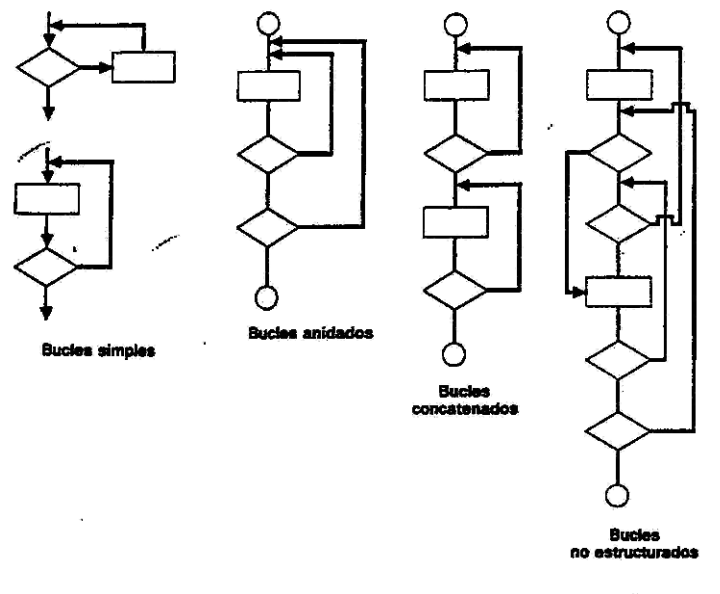 Bucles simples
Bucles anidados
Bucles
concatenados
Bucles
no estructurados